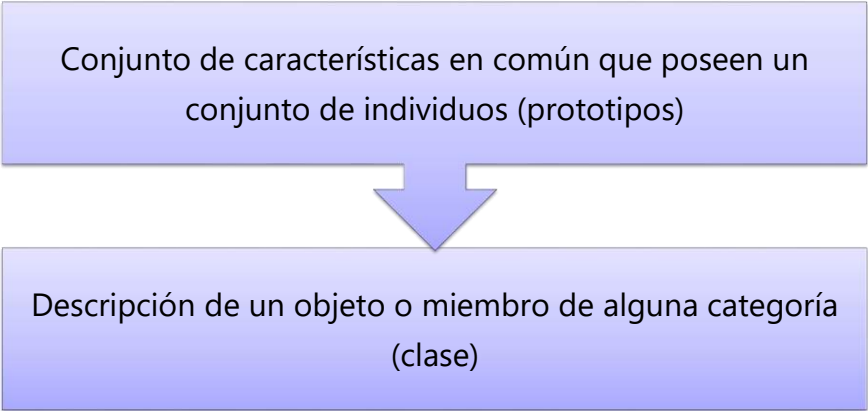 Conjunto de características en común que poseen un
conjunto de individuos (prototipos)
Descripción de un objeto o miembro de alguna categoría
(clase)